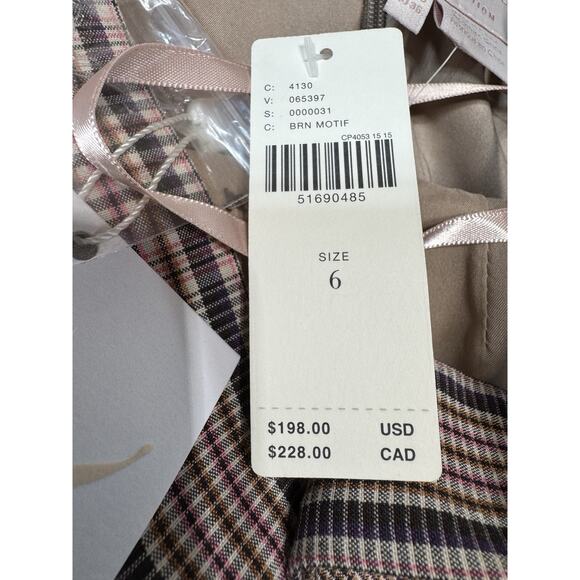 C: 4130
V: 065397
S: 0000031
C: BRN MOTIF
CP4053 15 15
51690485
SIZE
6
$198.00 USD
$228.00 CAD